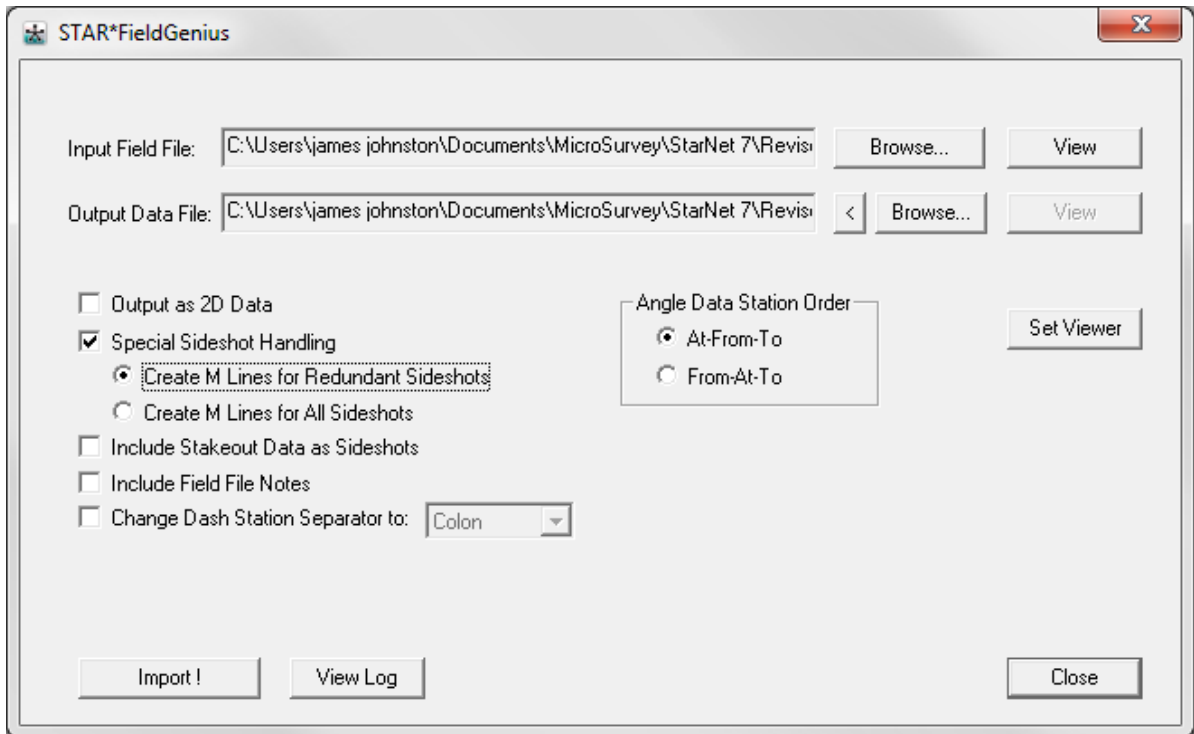 STAR*FieldGenius
Input Field File: C:\Users\james johnston\Documents\MicroSurvey\StarNet 7\Revis Browse... View
Output Data File: C:\Users\james johnston\Documents\MicroSurvey\StarNet 7\Revis < Browse... View
Output as 2D Data
Special Sideshot Handling
Create M Lines for Redundant Sideshots
Create M Lines for All Sideshots
Include Stakeout Data as Sideshots
Include Field File Notes
Change Dash Station Separator to: Colon
Angle Data Station Order
At-From-To
From-At-To
Set Viewer
Import !
View Log
Close